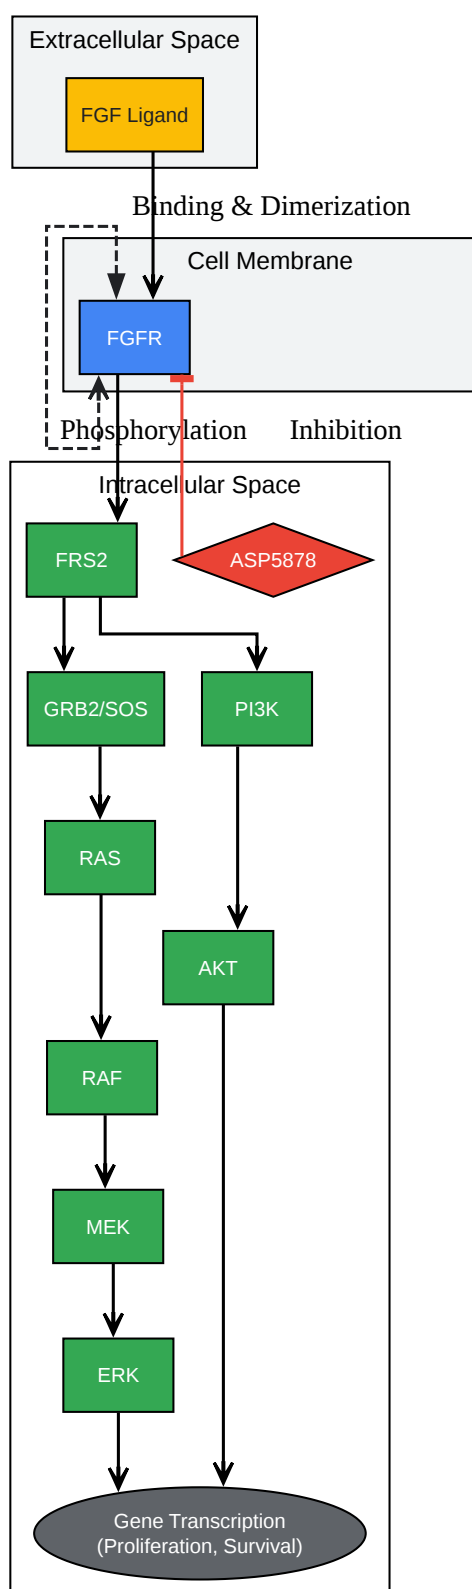 Extracellular Space
FGF Ligand
Binding & Dimerization
Cell Membrane
FGFR
Phosphorylation
Inhibition
Intracellular Space
FRS2
ASP5878
GRB2/SOS
PI3K
RAS
AKT
RAF
MEK
ERK
Gene Transcription
(Proliferation, Survival)